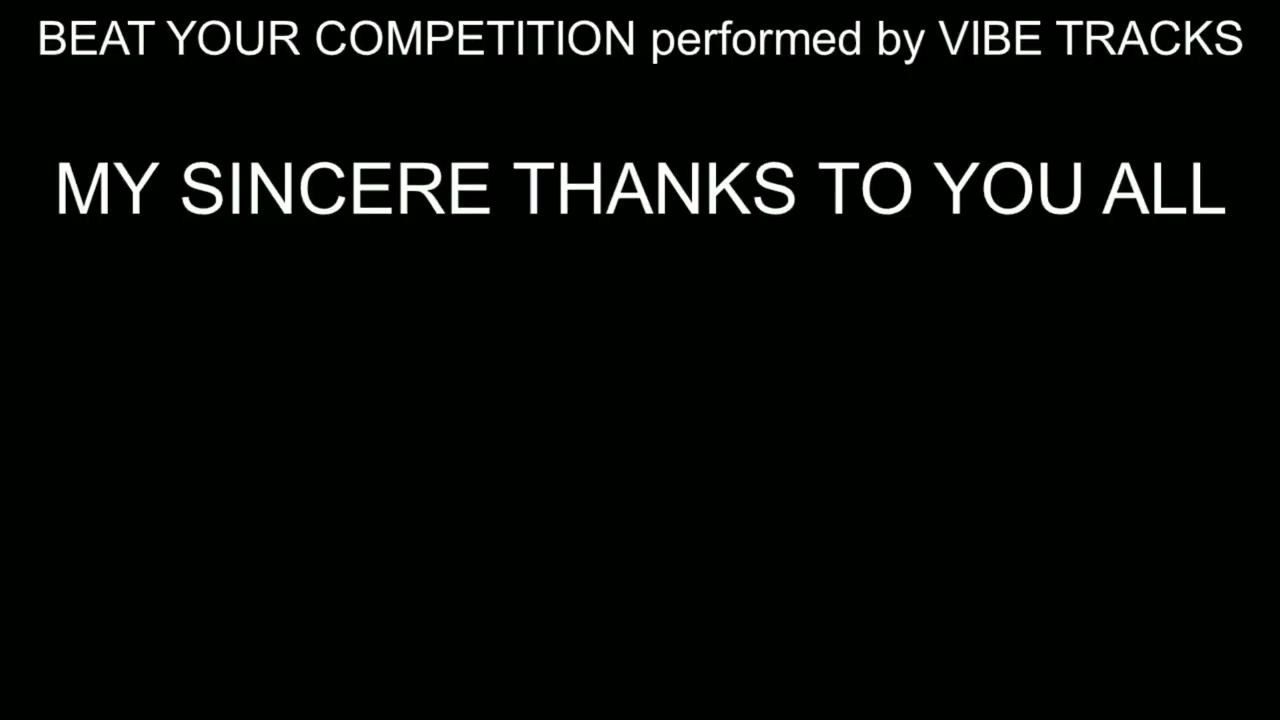 BEAT YOUR COMPETITION performed by VIBE TRACKS
MY SINCERE THANKS TO YOU ALL